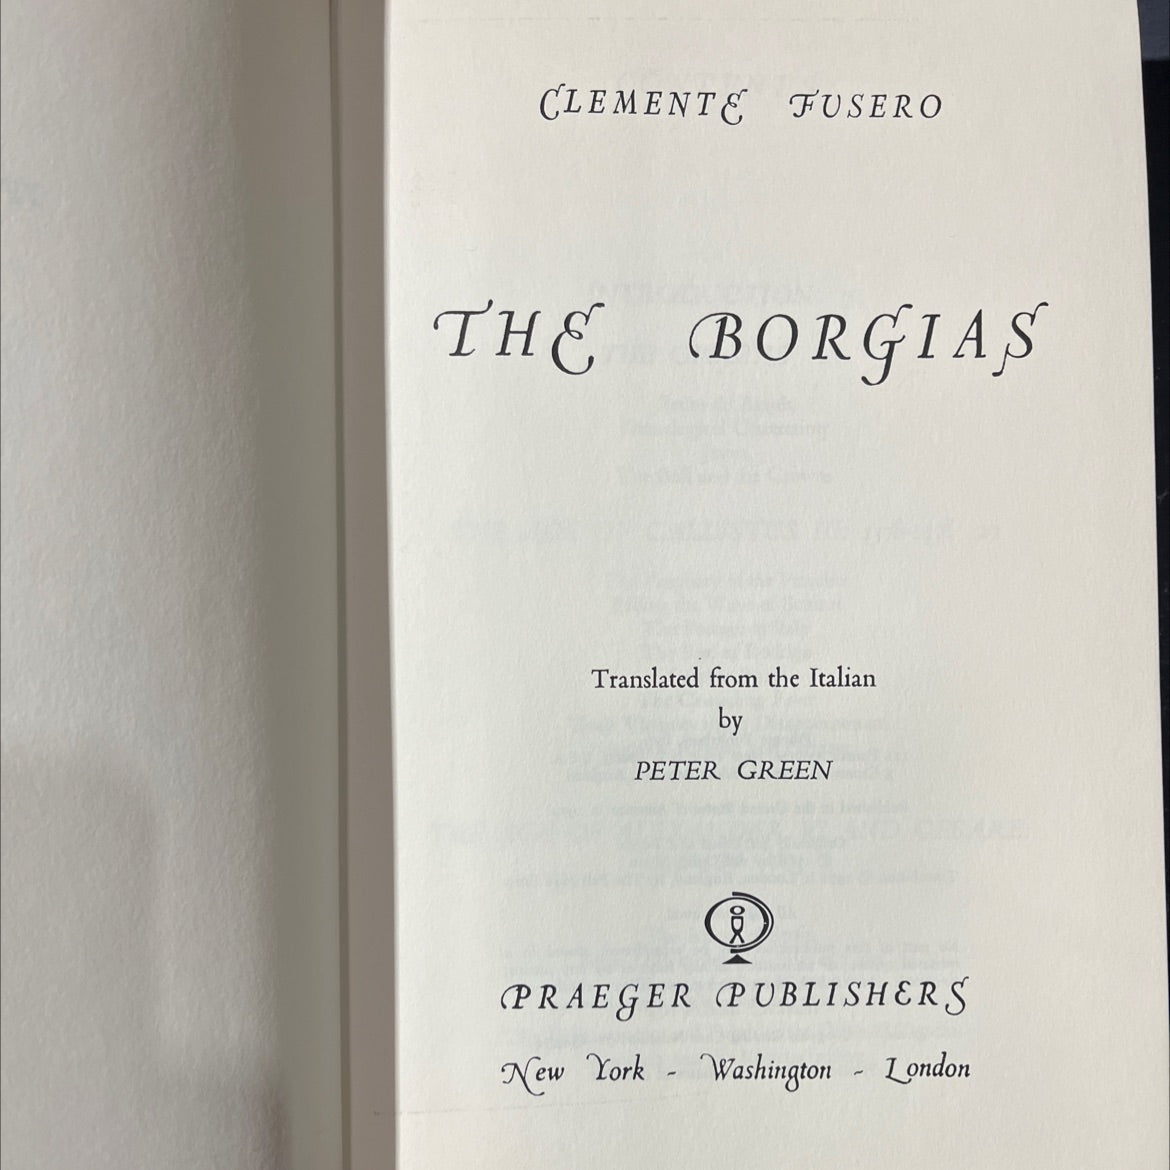 CLEMENTE FUSERO
THE BORGIAS
Translated from the Italian
by
PETER GREEN
PRAEGER PUBLISHERS
New York - Washington - London